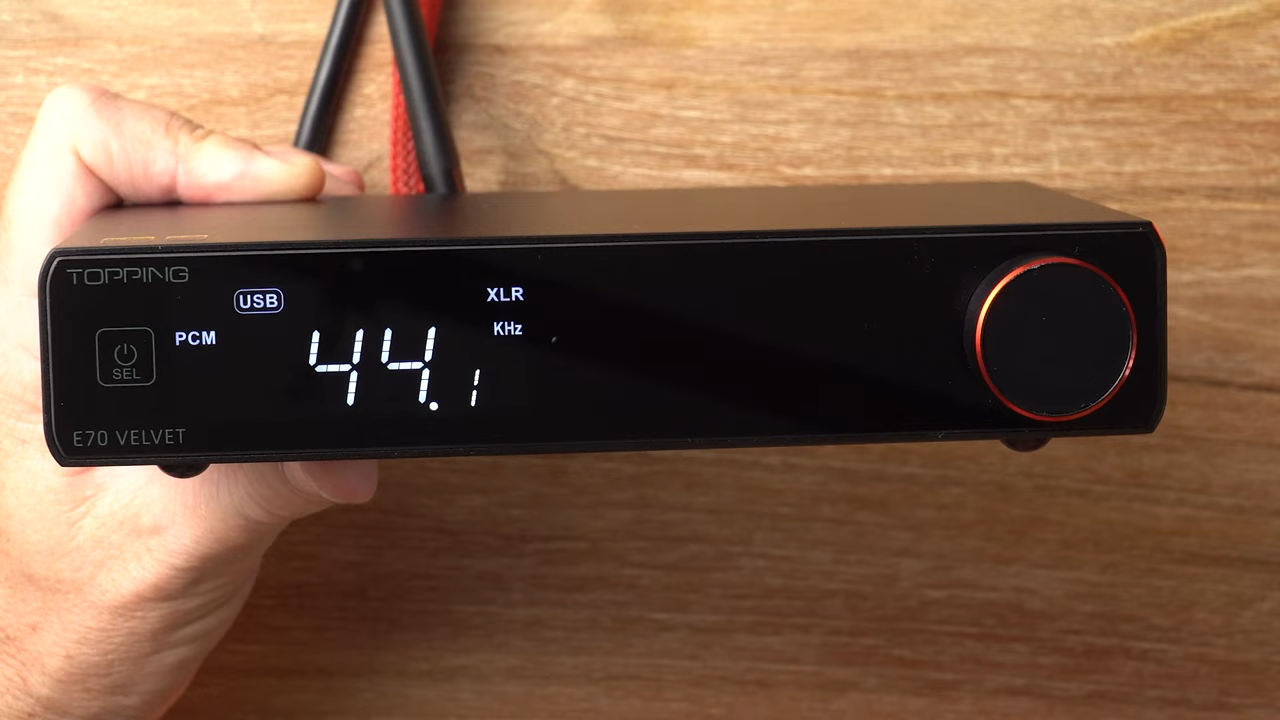 TOPPING
USB
XLR
PCM
KHz
44.1
SEL
E70 VELVET